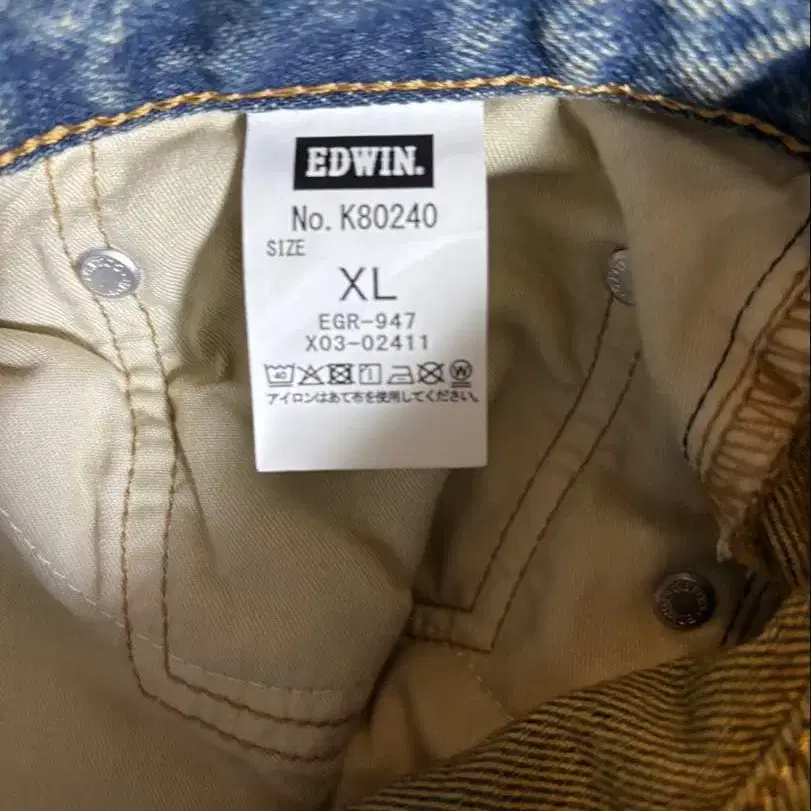 EDWIN.
No. K80240
SIZE
XL
EGR-947
X03-02411
アイロンはあて布を使用してください。